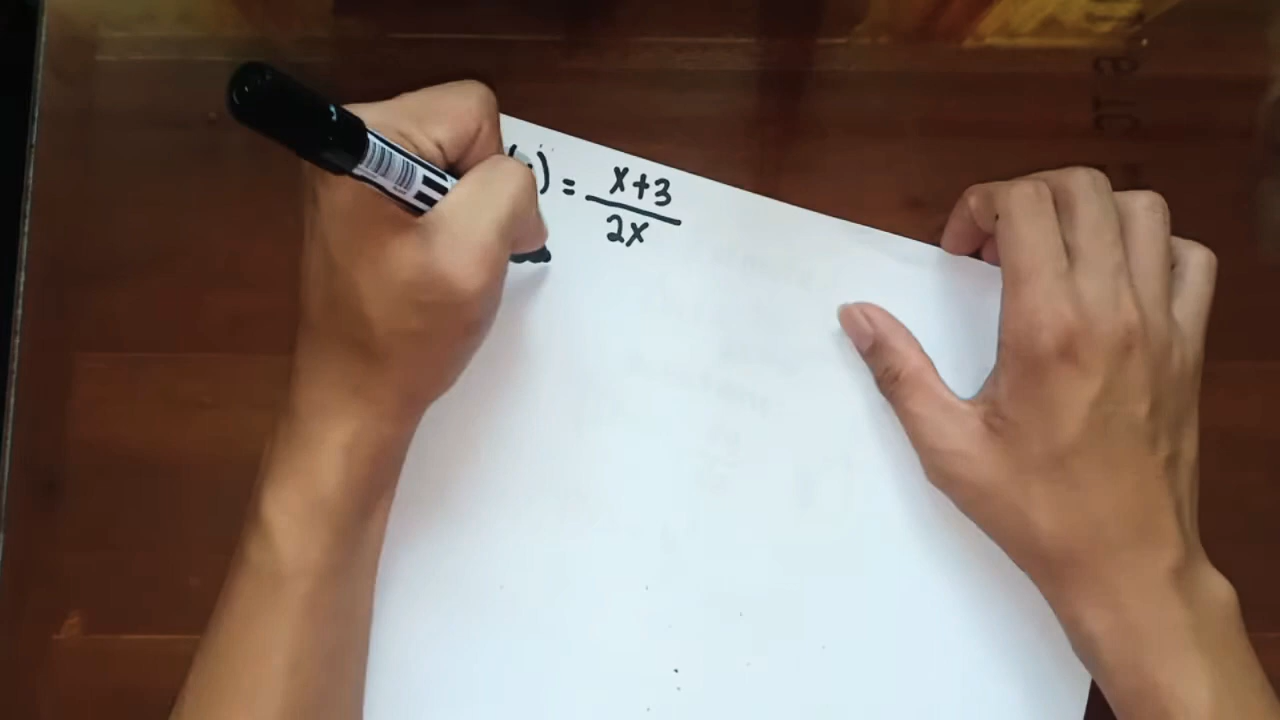 ) = x+3
2x